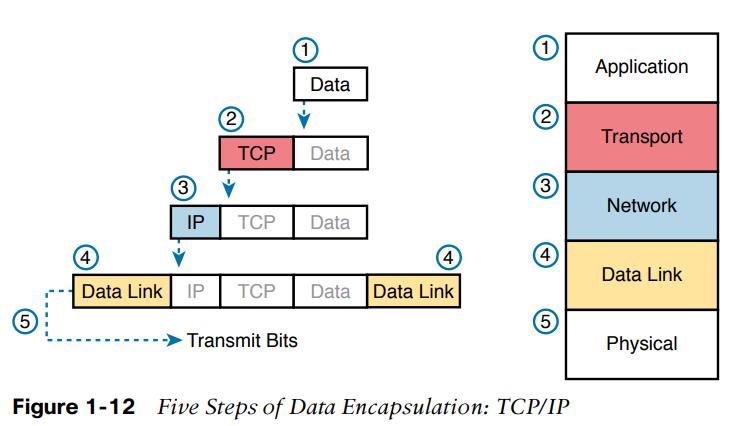 1
Data
2
TCP Data
3
IP TCP Data
4 4
Data Link IP TCP Data Data Link
5
Transmit Bits
1
Application
2
Transport
3
Network
4
Data Link
5
Physical
Figure 1-12 Five Steps of Data Encapsulation: TCP/IP